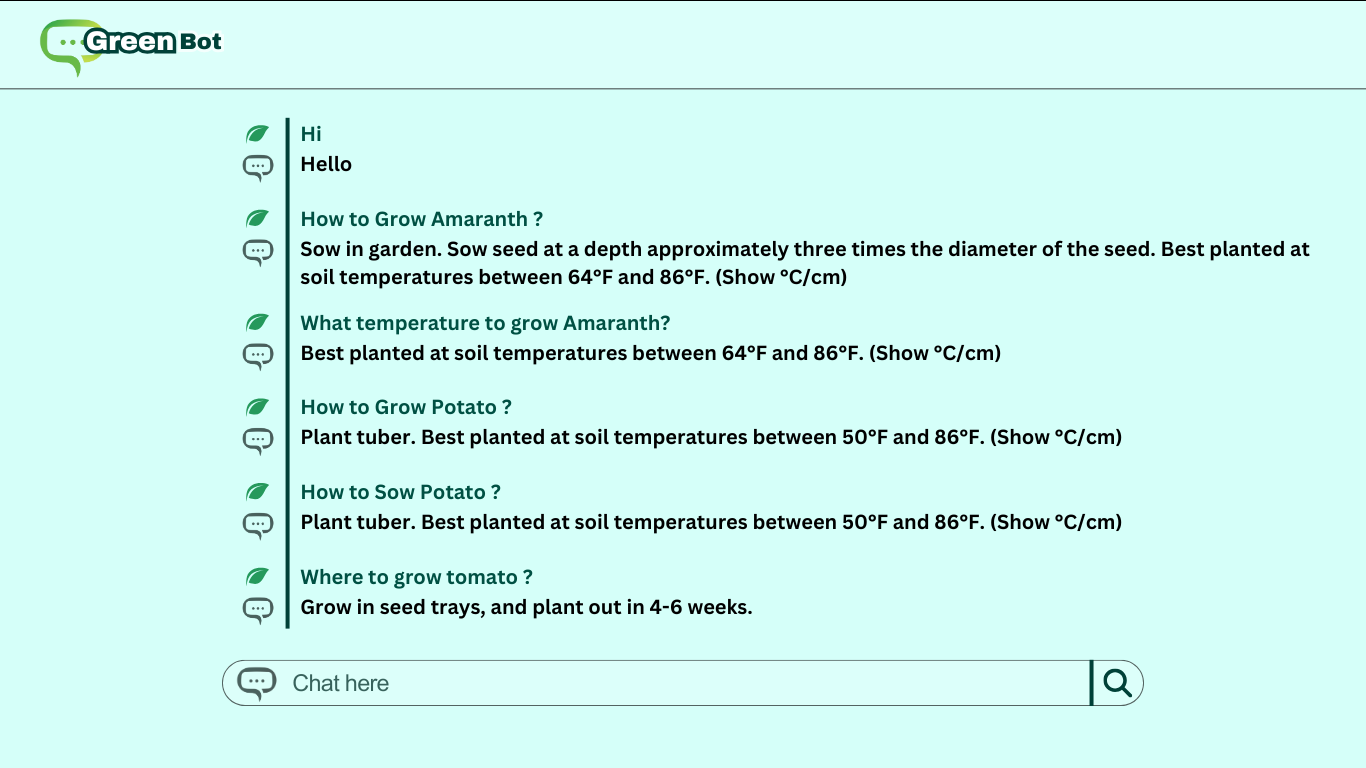 Green Bot
Hi
Hello
How to Grow Amaranth ?
Sow in garden. Sow seed at a depth approximately three times the diameter of the seed. Best planted at
soil temperatures between 64°F and 86°F. (Show °C/cm)
What temperature to grow Amaranth?
Best planted at soil temperatures between 64°F and 86°F. (Show °C/cm)
How to Grow Potato ?
Plant tuber. Best planted at soil temperatures between 50°F and 86°F. (Show °C/cm)
How to Sow Potato ?
Plant tuber. Best planted at soil temperatures between 50°F and 86°F. (Show °C/cm)
Where to grow tomato ?
Grow in seed trays, and plant out in 4-6 weeks.
Chat here